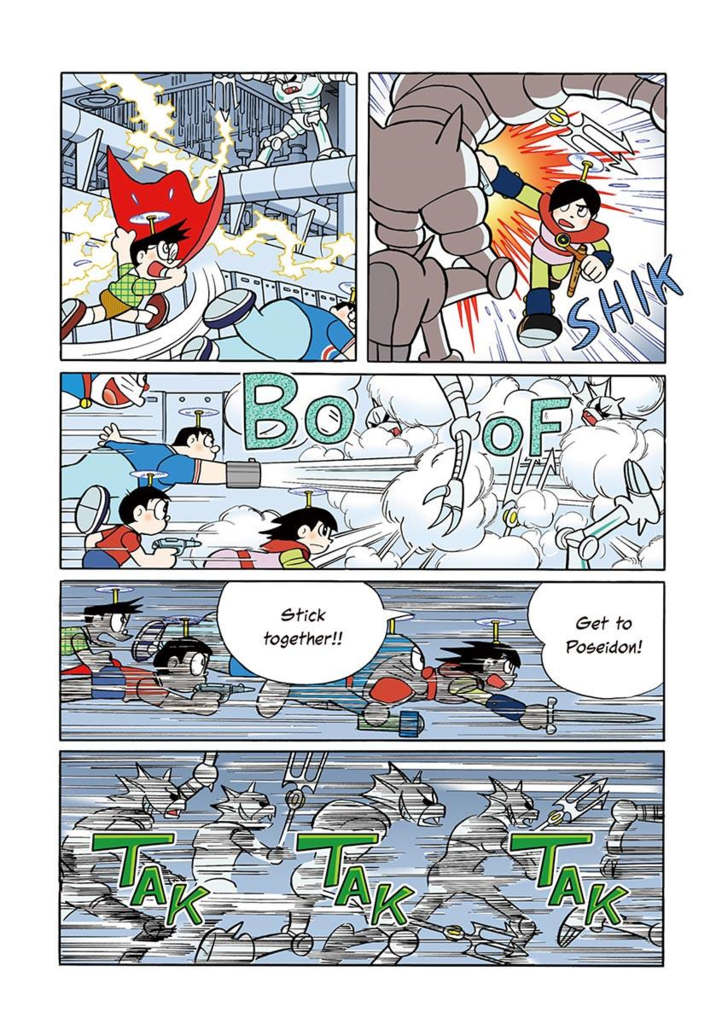 SHIK
BOOF
Stick
together!!
Get to
Poseidon!
TAK
TAK
TAK